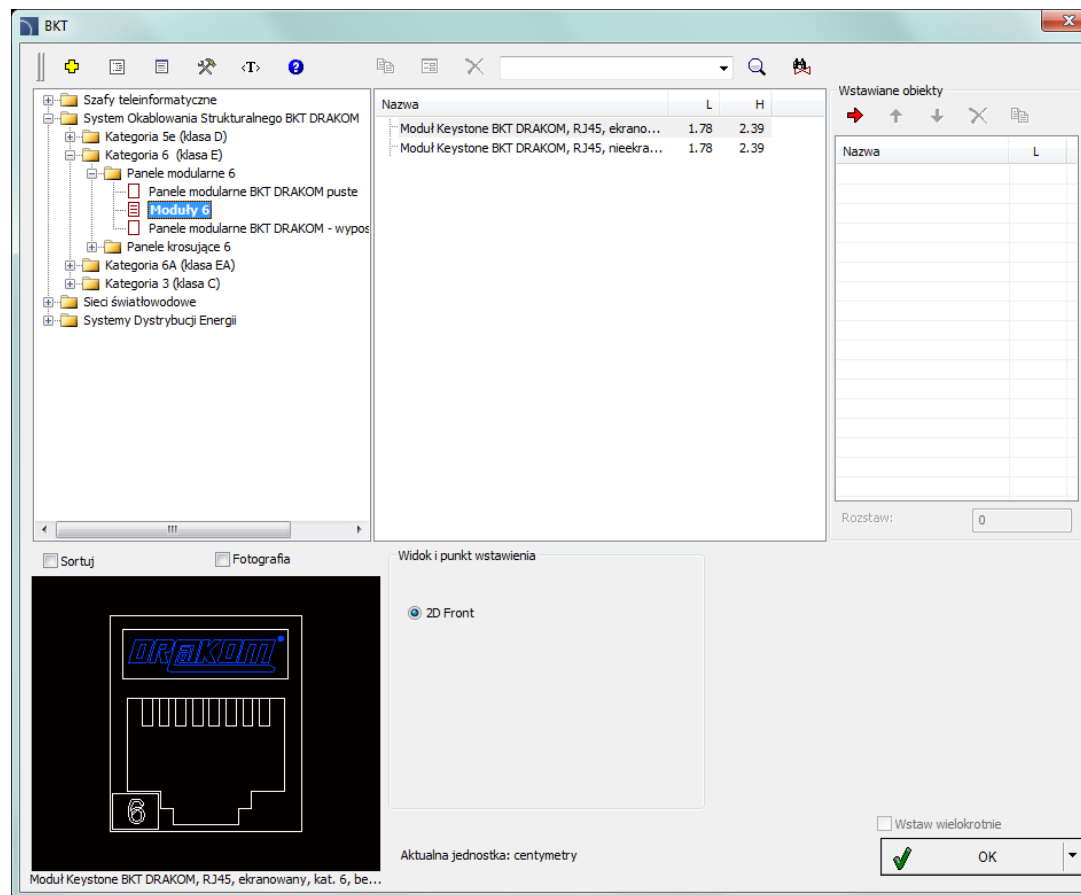 BKT
‹T›
Szafy teleinformatyczne
System Okablowania Strukturalnego BKT DRAKOM
Kategoria 5e (klasa D)
Kategoria 6 (klasa E)
Panele modularne 6
Panele modularne BKT DRAKOM puste
Moduły 6
Panele modularne BKT DRAKOM - wypos
Panele krosujące 6
Kategoria 6A (klasa EA)
Kategoria 3 (klasa C)
Sieci światłowodowe
Systemy Dystrybucji Energii
Nazwa L H
Moduł Keystone BKT DRAKOM, RJ45, ekrano... 1.78 2.39
Moduł Keystone BKT DRAKOM, RJ45, nieekra... 1.78 2.39
Wstawiane obiekty
Nazwa L
Rozstaw: 0
Sortuj
Fotografia
DRAKOM
6
Moduł Keystone BKT DRAKOM, RJ45, ekranowany, kat. 6, be...
Widok i punkt wstawienia
2D Front
Aktualna jednostka: centymetry
Wstaw wielokrotnie
OK